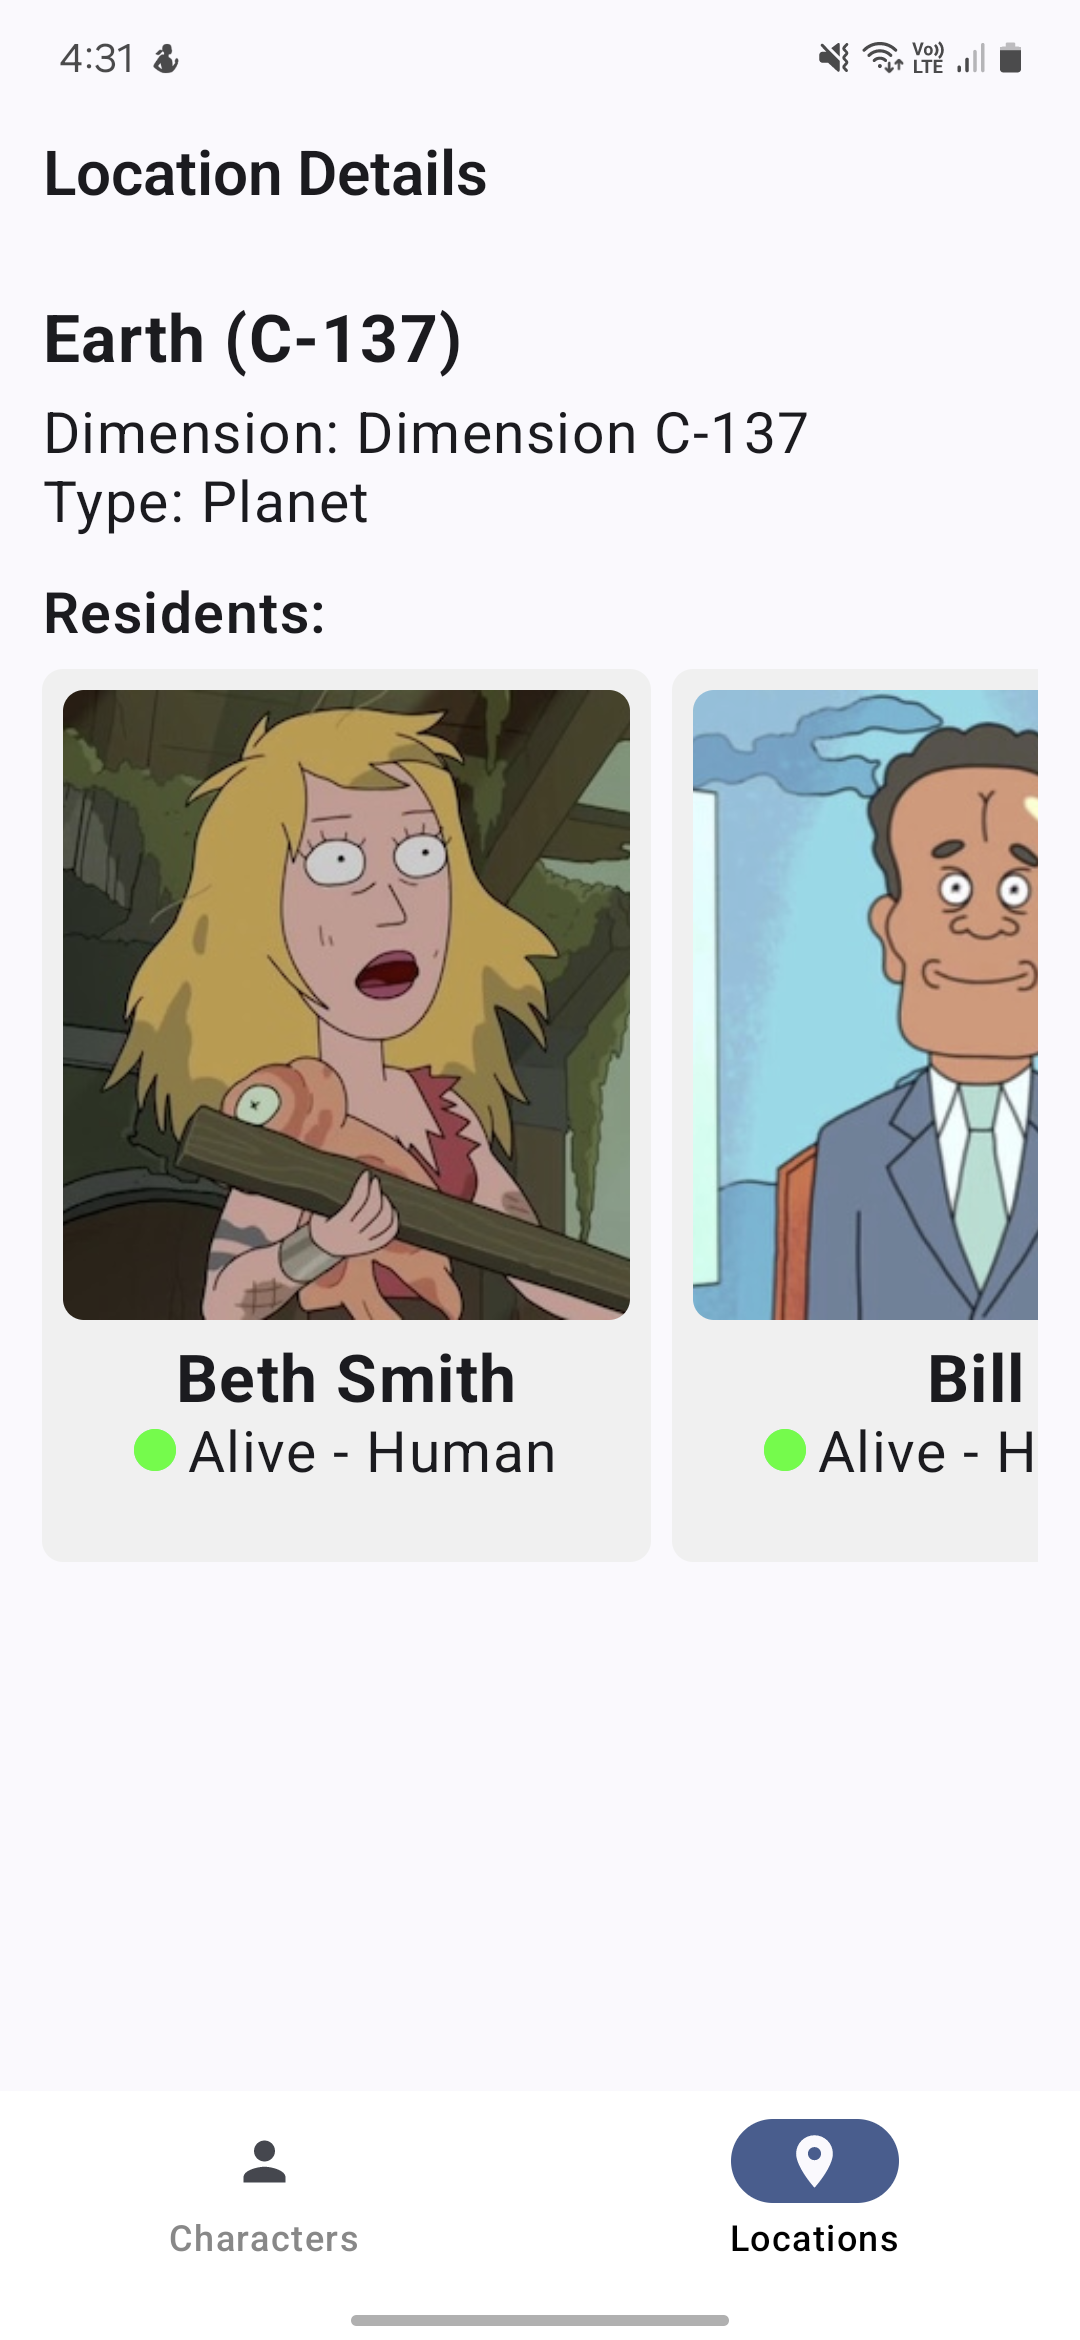 4:31
Vo)) LTE
Location Details
Earth (C-137)
Dimension: Dimension C-137
Type: Planet
Residents:
Beth Smith
Bill
Alive - Human
Alive - H
Characters
Locations